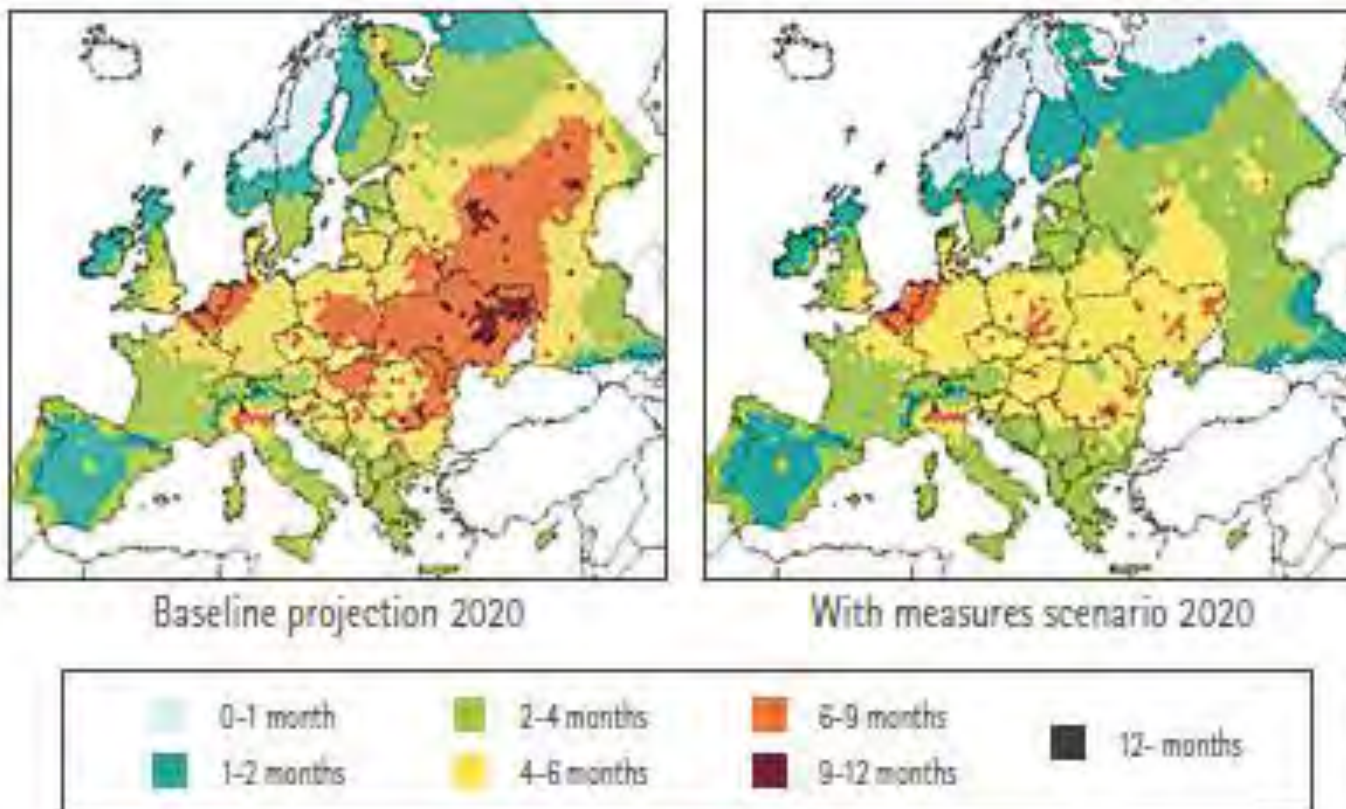 Baseline projection 2020
With measures scenario 2020
0-1 month
2-4 months
6-9 months
12- months
1-2 months
4-6 months
9-12 months